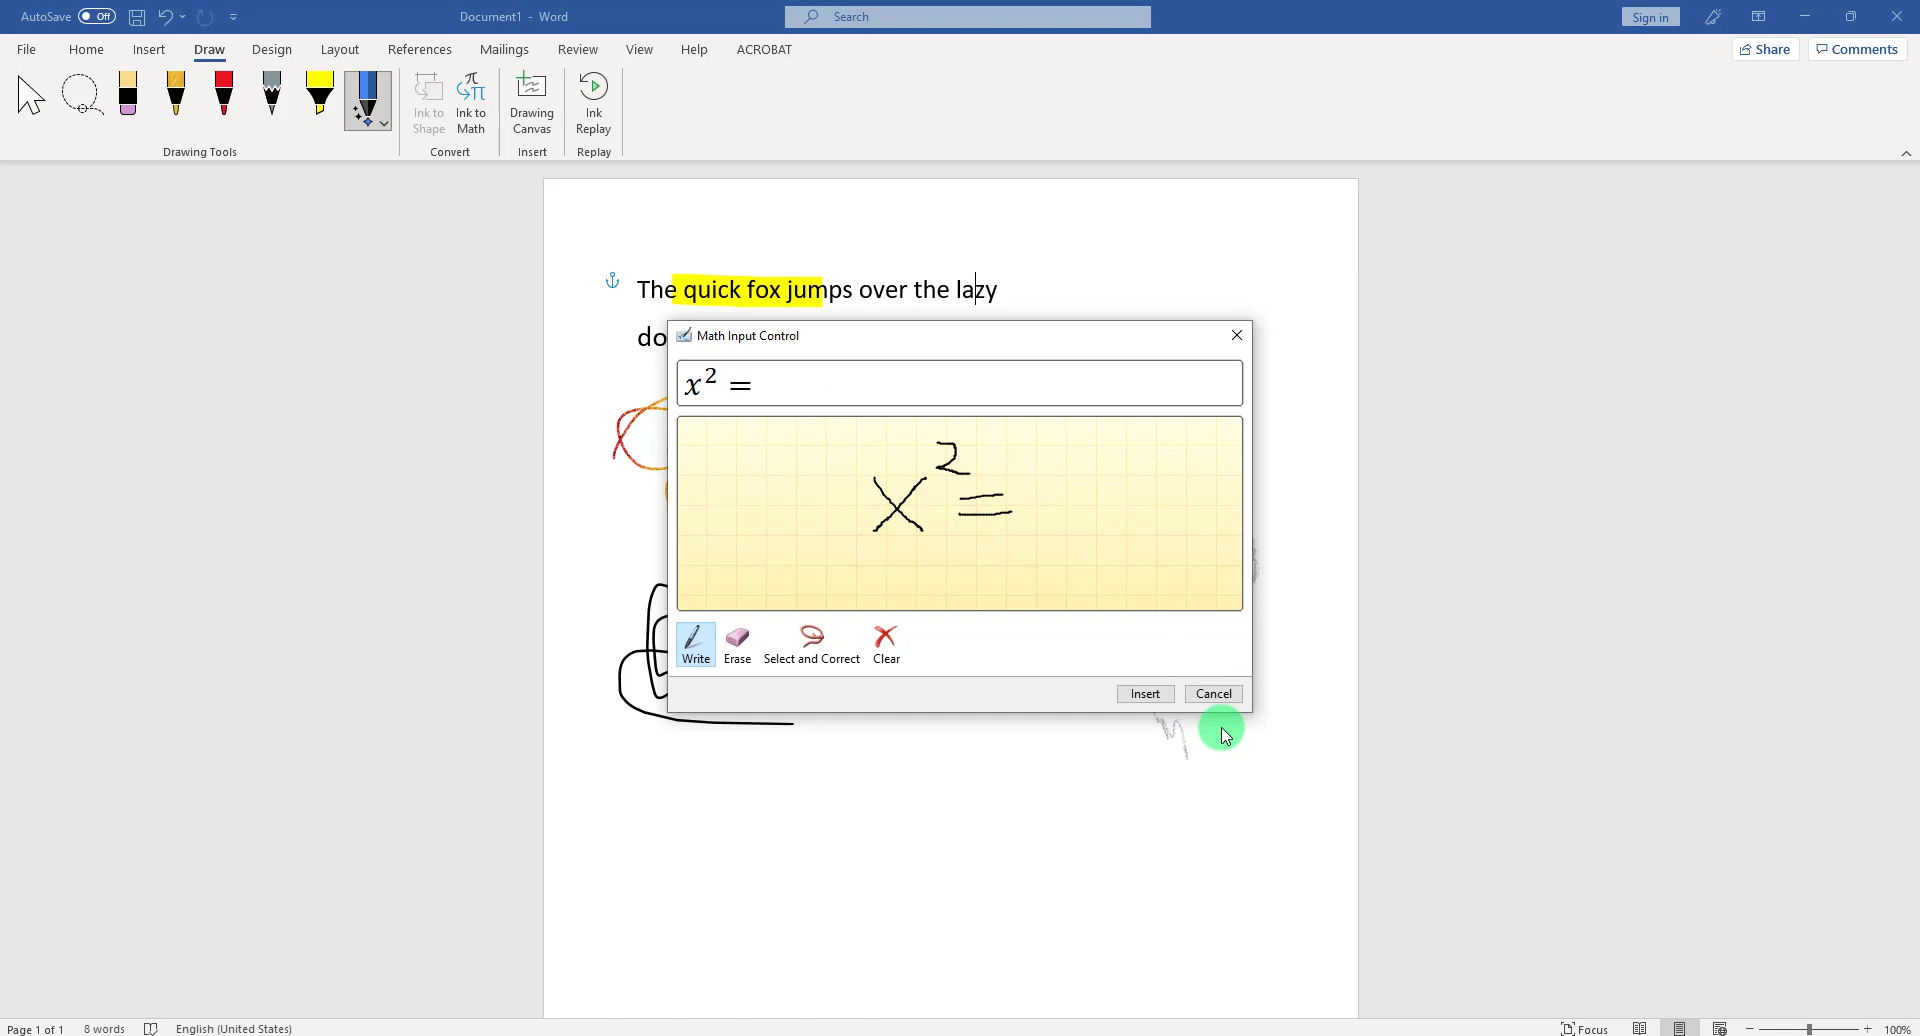 AutoSave Off Document1 - Word Search Sign in
File Home Insert Draw Design Layout References Mailings Review View Help ACROBAT Share Comments
Ink to Shape
Ink to Math
Drawing Canvas
Ink Replay
Drawing Tools Convert Insert Replay
The quick fox jumps over the lazy
do
Math Input Control
x² =
x² =
Write Erase Select and Correct Clear
Insert Cancel
Page 1 of 1 8 words English (United States) Focus 100%